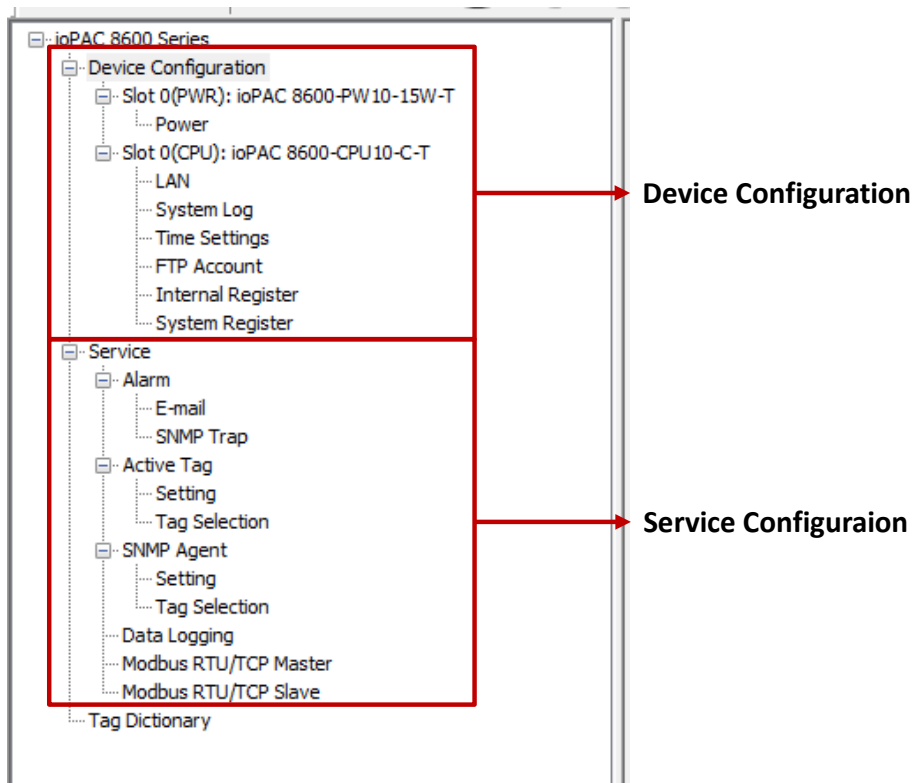 ioPAC 8600 Series
Device Configuration
Slot 0(PWR): ioPAC 8600-PW10-15W-T
Power
Slot 0(CPU): ioPAC 8600-CPU10-C-T
LAN
System Log
Time Settings
FTP Account
Internal Register
System Register
Service
Alarm
E-mail
SNMP Trap
Active Tag
Setting
Tag Selection
SNMP Agent
Setting
Tag Selection
Data Logging
Modbus RTU/TCP Master
Modbus RTU/TCP Slave
Tag Dictionary
Device Configuration
Service Configuraion